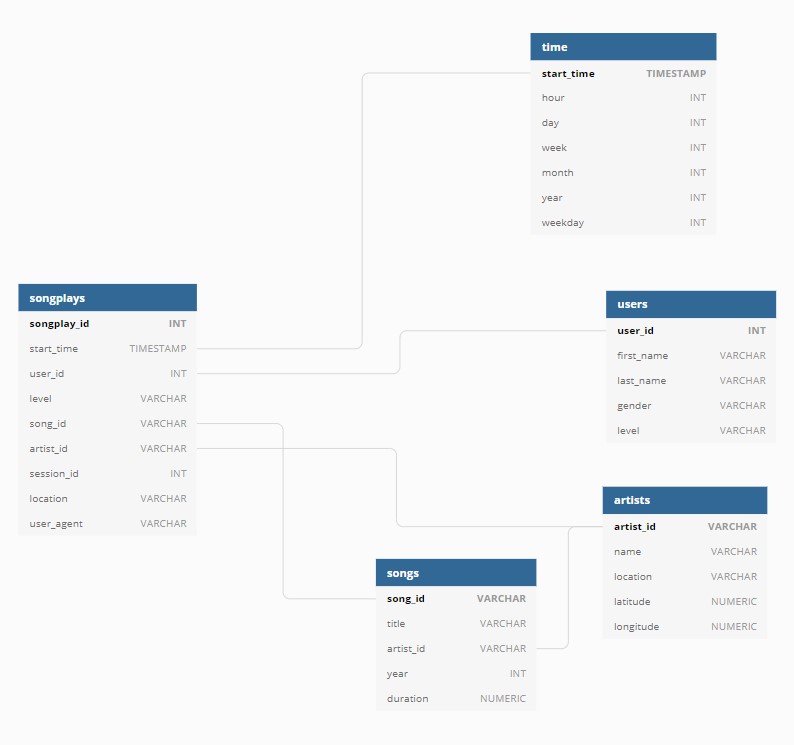 time
start_time TIMESTAMP
hour INT
day INT
week INT
month INT
year INT
weekday INT
songplays
songplay_id INT
start_time TIMESTAMP
user_id INT
level VARCHAR
song_id VARCHAR
artist_id VARCHAR
session_id INT
location VARCHAR
user_agent VARCHAR
users
user_id INT
first_name VARCHAR
last_name VARCHAR
gender VARCHAR
level VARCHAR
artists
artist_id VARCHAR
name VARCHAR
location VARCHAR
latitude NUMERIC
longitude NUMERIC
songs
song_id VARCHAR
title VARCHAR
artist_id VARCHAR
year INT
duration NUMERIC